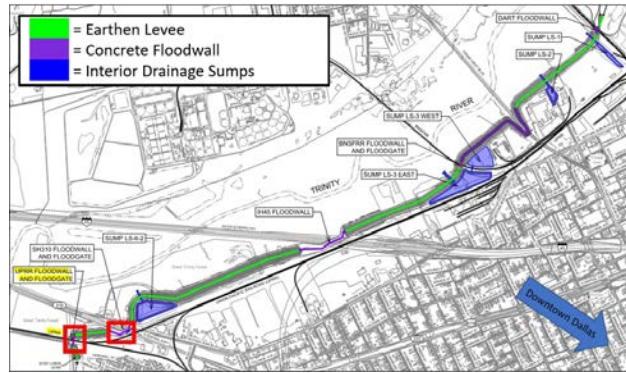 = Earthen Levee
= Concrete Floodwall
= Interior Drainage Sumps
DART FLOODWALL
SUMP LS-1
SUMP LS-2
SUMP LS-3 WEST
RIVER
BNSFRR FLOODWALL
AND FLOODGATE
SUMP LS-3 EAST
TRINITY
IH45 FLOODWALL
SUMP LS-6-2
SH310 FLOODWALL
AND FLOODGATE
UPRR FLOODWALL
AND FLOODGATE
Downtown Dallas